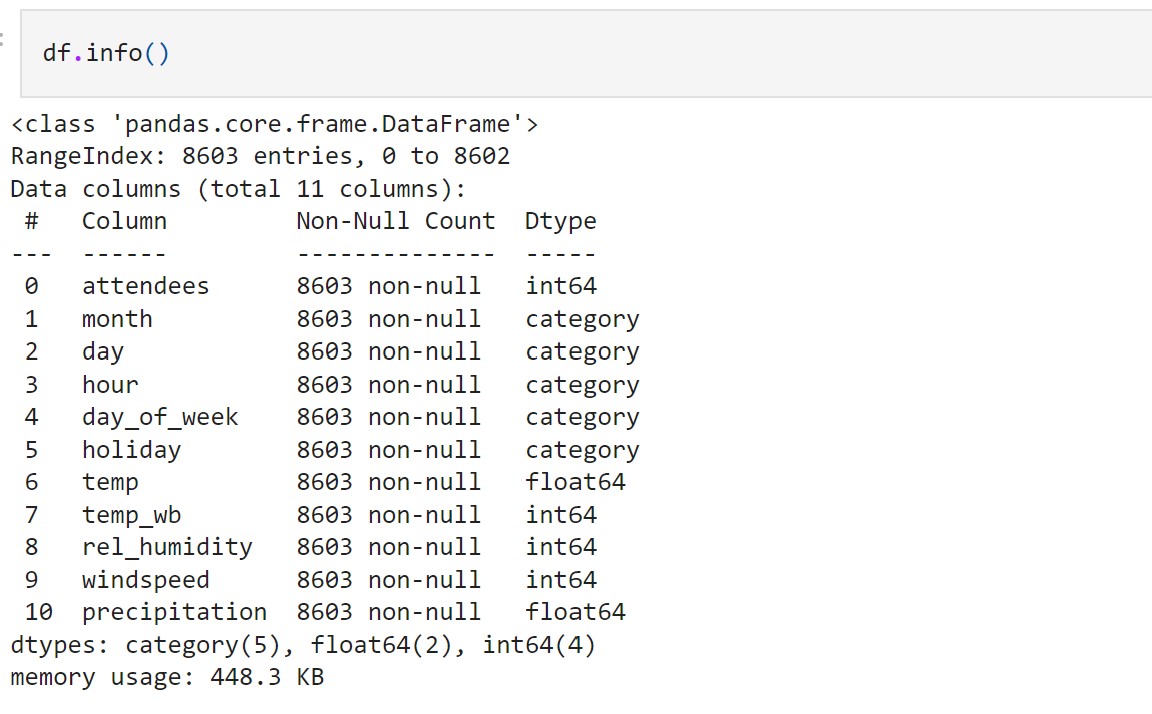 df.info()
<class 'pandas.core.frame.DataFrame'>
RangeIndex: 8603 entries, 0 to 8602
Data columns (total 11 columns):
 #   Column         Non-Null Count  Dtype
---  ------         --------------  -----
 0   attendees      8603 non-null   int64
 1   month          8603 non-null   category
 2   day            8603 non-null   category
 3   hour           8603 non-null   category
 4   day_of_week    8603 non-null   category
 5   holiday        8603 non-null   category
 6   temp           8603 non-null   float64
 7   temp_wb        8603 non-null   int64
 8   rel_humidity   8603 non-null   int64
 9   windspeed      8603 non-null   int64
 10  precipitation  8603 non-null   float64
dtypes: category(5), float64(2), int64(4)
memory usage: 448.3 KB